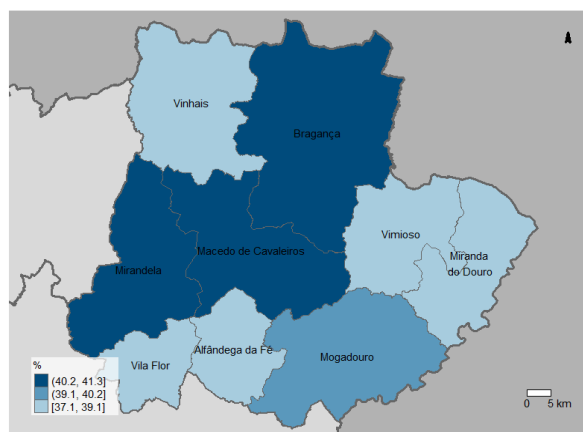 Vinhais
Bragança
Vimioso
Miranda
do Douro
Macedo de Cavaleiros
Mirandela
Alfândega da Fé
Mogadouro
Vila Flor
%
(40.2, 41.3]
(39.1, 40.2]
[37.1, 39.1]
5 km